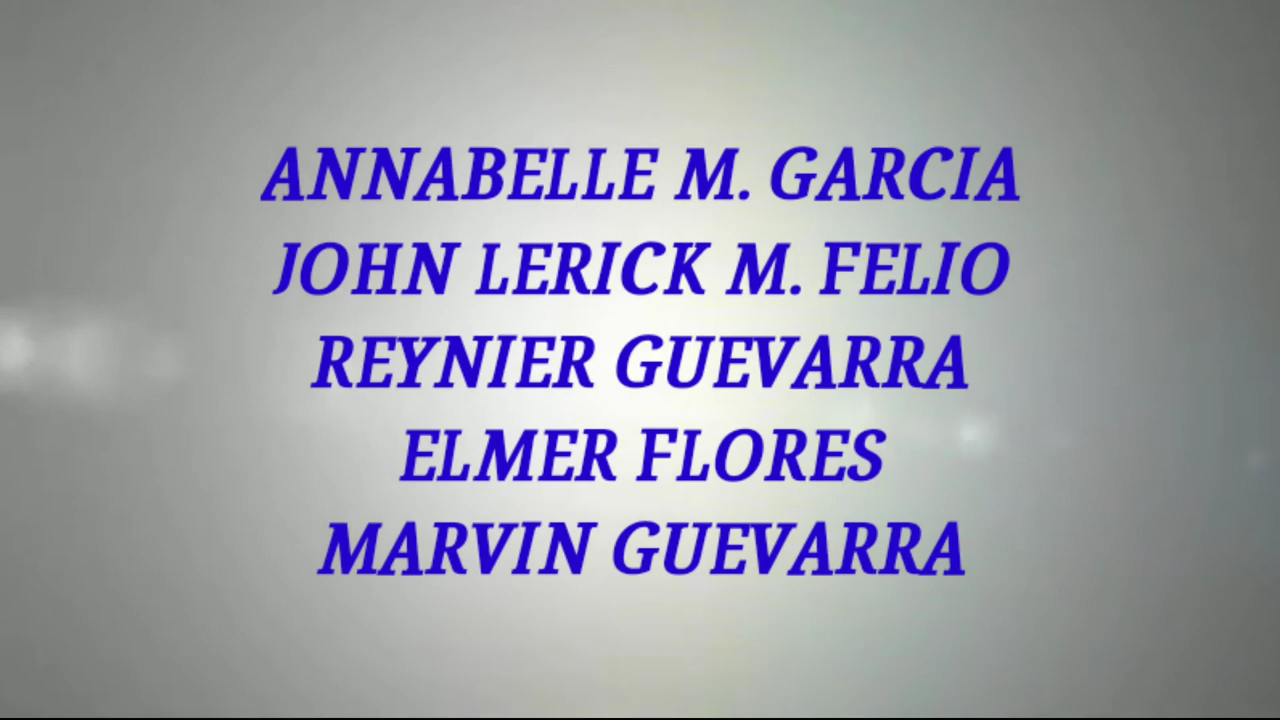 ANNABELLE M. GARCIA
JOHN LERICK M. FELIO
REYNIER GUEVARRA
ELMER FLORES
MARVIN GUEVARRA